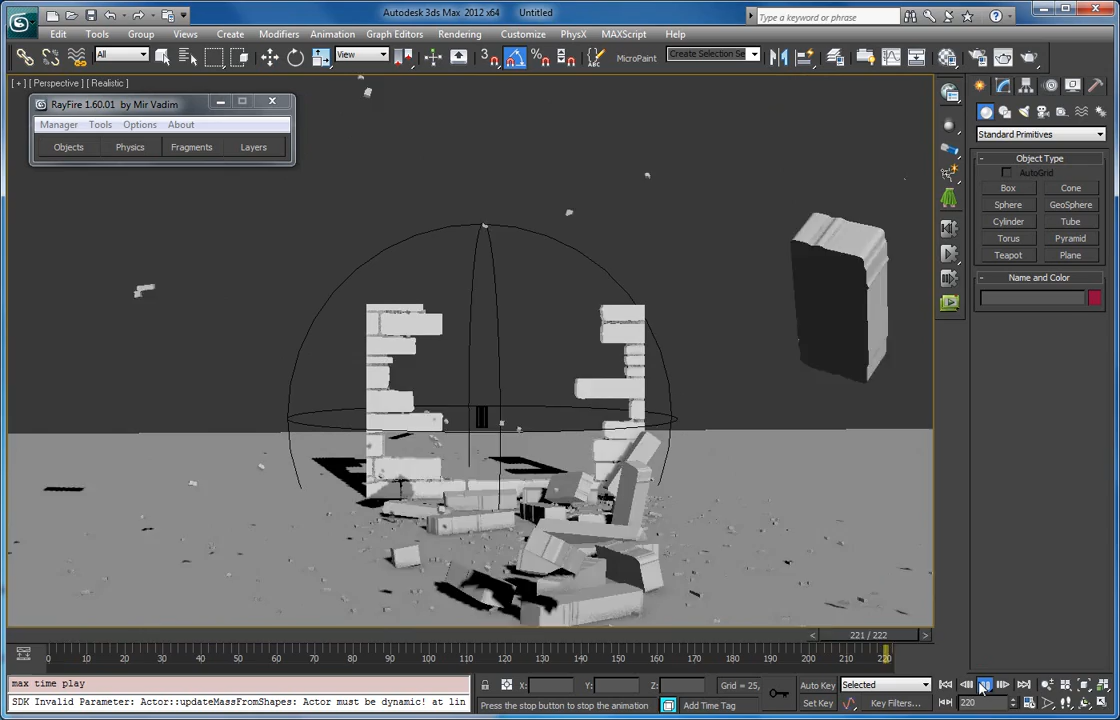 Autodesk 3ds Max 2012 x64 Untitled
Type a keyword or phrase
Edit Tools Group Views Create Modifiers Animation Graph Editors Rendering Customize PhysX MAXScript Help
All View 3 % ABC MicroPaint Create Selection Se
[ + ] [ Perspective ] [ Realistic ]
RayFire 1.60.01 by Mir Vadim
Manager Tools Options About
Objects Physics Fragments Layers
Standard Primitives
- Object Type
AutoGrid
Box Cone
Sphere GeoSphere
Cylinder Tube
Torus Pyramid
Teapot Plane
- Name and Color
< 221 / 222 >
0 10 20 30 40 50 60 70 80 90 100 110 120 130 140 150 160 170 180 190 200 210 220
max time play
SDK Invalid Parameter: Actor::updateMassFromShapes: Actor must be dynamic! at lin
X: Y: Z: Grid = 25,
Press the stop button to stop the animation Add Time Tag
Auto Key Selected
Set Key Key Filters...
220